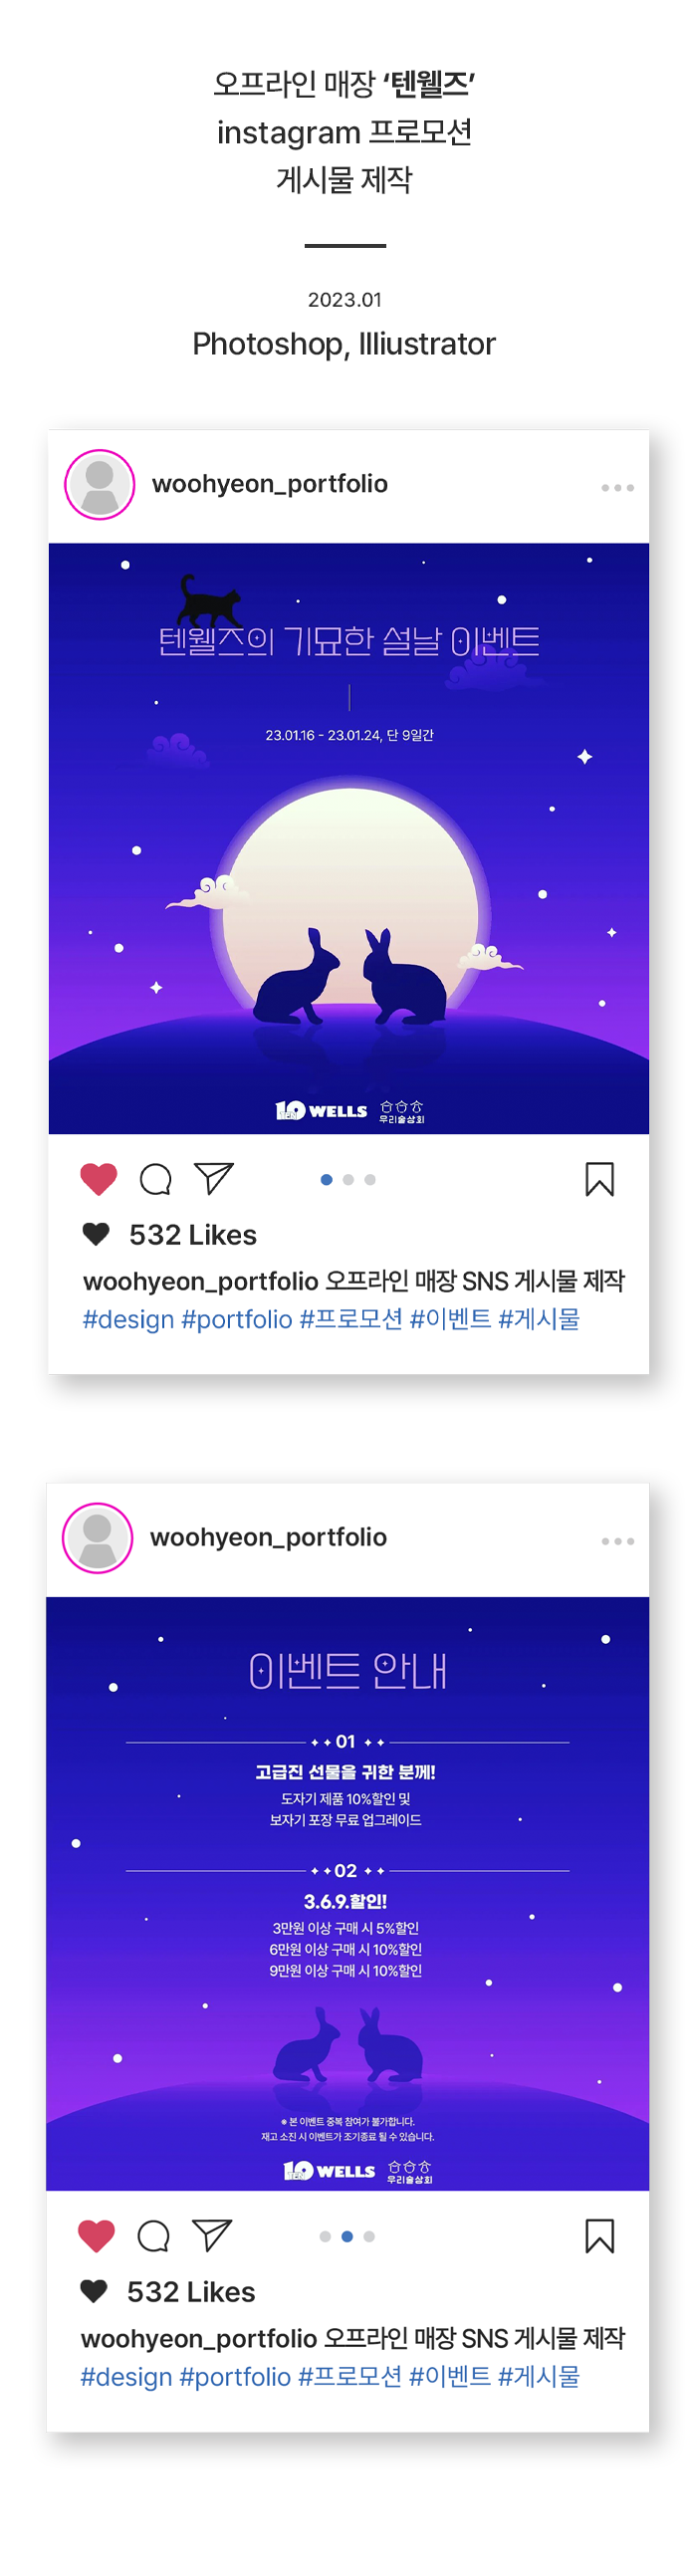 오프라인 매장 ‘텐웰즈’
instagram 프로모션
게시물 제작
2023.01
Photoshop, Illiustrator
woohyeon_portfolio
텐웰즈의 기묘한 설날 이벤트
23.01.16 - 23.01.24, 단 9일간
10 TEN WELLS 우리술상회
532 Likes
woohyeon_portfolio 오프라인 매장 SNS 게시물 제작
#design #portfolio #프로모션 #이벤트 #게시물
woohyeon_portfolio
이벤트 안내
01
고급진 선물을 귀한 분께!
도자기 제품 10%할인 및
보자기 포장 무료 업그레이드
02
3.6.9.할인!
3만원 이상 구매 시 5%할인
6만원 이상 구매 시 10%할인
9만원 이상 구매 시 10%할인
※ 본 이벤트 중복 참여가 불가합니다.
재고 소진 시 이벤트가 조기종료 될 수 있습니다.
10 TEN WELLS 우리술상회
532 Likes
woohyeon_portfolio 오프라인 매장 SNS 게시물 제작
#design #portfolio #프로모션 #이벤트 #게시물